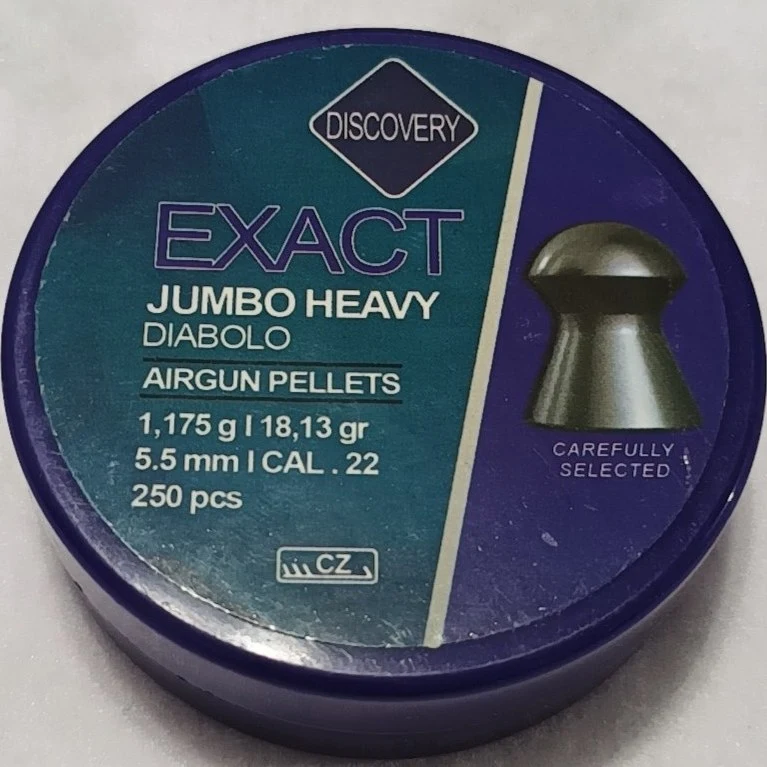 DISCOVERY
EXACT
JUMBO HEAVY
DIABOLO
AIRGUN PELLETS
1,175 g | 18,13 gr
5.5 mm | CAL . 22
250 pcs
CZ
CAREFULLY
SELECTED